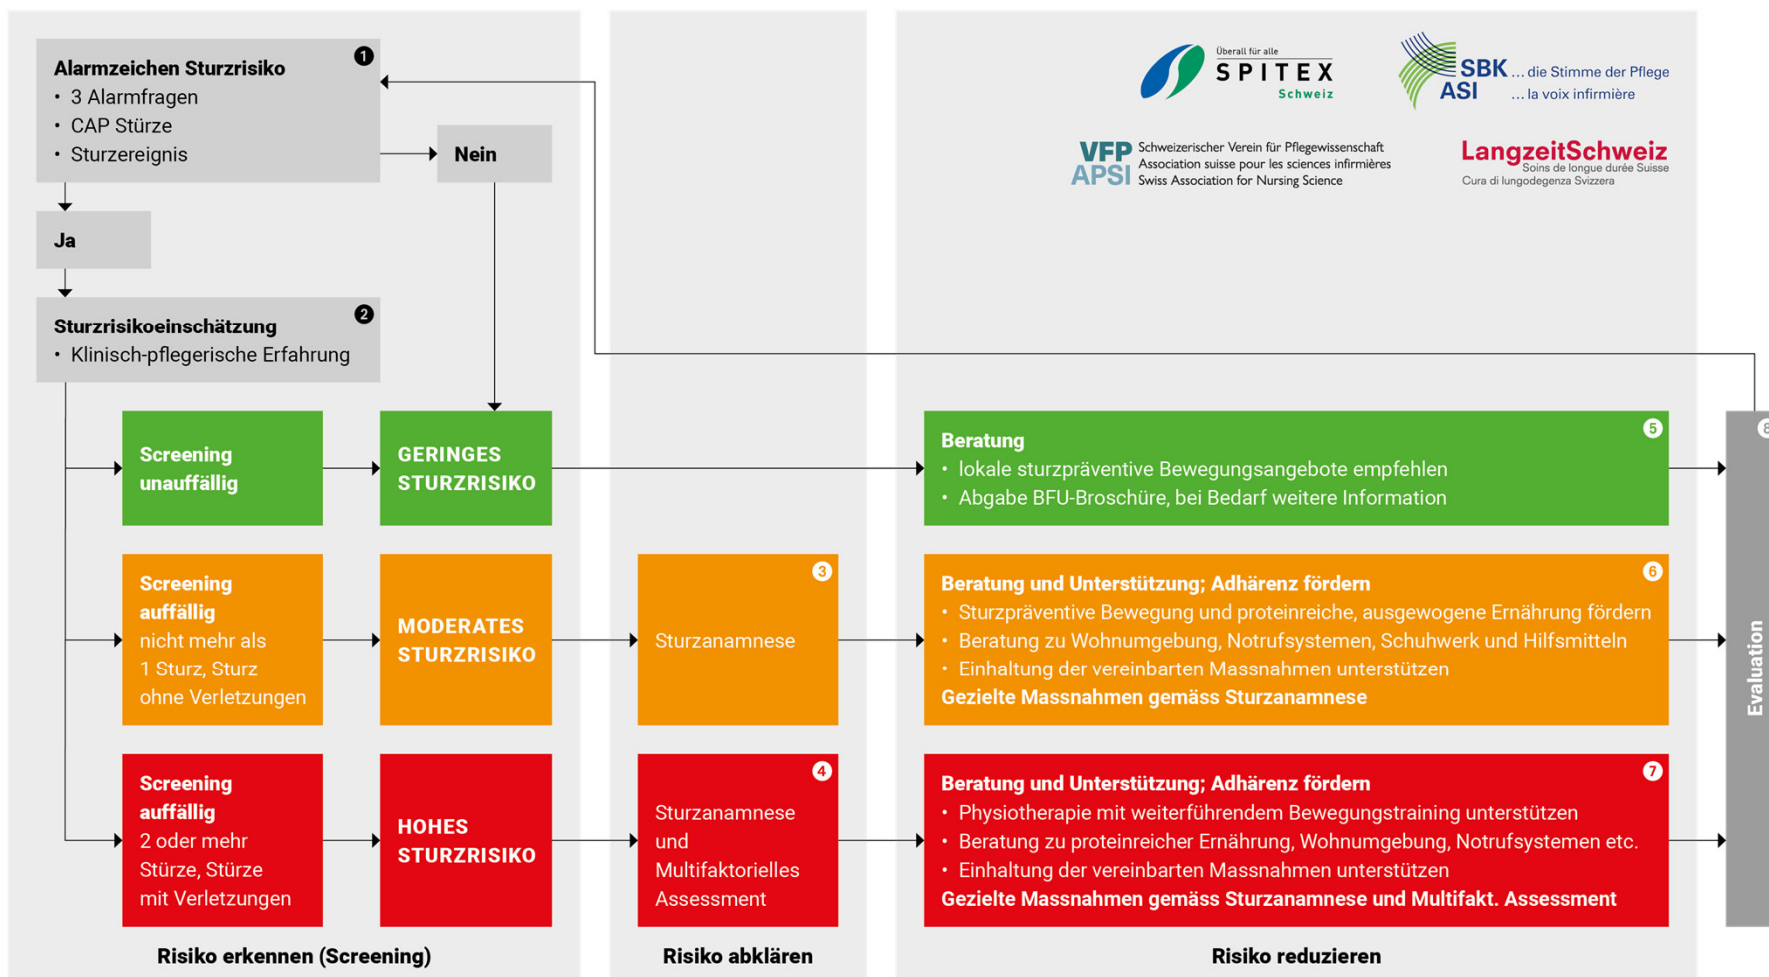 Alarmzeichen Sturzrisiko
1
• 3 Alarmfragen
• CAP Stürze
• Sturzereignis
Nein
Ja
Sturzrisikoeinschätzung
2
• Klinisch-pflegerische Erfahrung
Überall für alle
SPITEX
Schweiz
SBK ... die Stimme der Pflege
ASI ... la voix infirmière
VFP
APSI
Schweizerischer Verein für Pflegewissenschaft
Association suisse pour les sciences infirmières
Swiss Association for Nursing Science
LangzeitSchweiz
Soins de longue durée Suisse
Cura di lungodegenza Svizzera
Screening
unauffällig
GERINGES
STURZRISIKO
Beratung
5
• lokale sturzpräventive Bewegungsangebote empfehlen
• Abgabe BFU-Broschüre, bei Bedarf weitere Information
Screening
auffällig
nicht mehr als
1 Sturz, Sturz
ohne Verletzungen
MODERATES
STURZRISIKO
3
Sturzanamnese
Beratung und Unterstützung; Adhärenz fördern
6
• Sturzpräventive Bewegung und proteinreiche, ausgewogene Ernährung fördern
• Beratung zu Wohnumgebung, Notrufsystemen, Schuhwerk und Hilfsmitteln
• Einhaltung der vereinbarten Massnahmen unterstützen
Gezielte Massnahmen gemäss Sturzanamnese
Screening
auffällig
2 oder mehr
Stürze, Stürze
mit Verletzungen
HOHES
STURZRISIKO
4
Sturzanamnese
und
Multifaktorielles
Assessment
Beratung und Unterstützung; Adhärenz fördern
7
• Physiotherapie mit weiterführendem Bewegungstraining unterstützen
• Beratung zu proteinreicher Ernährung, Wohnumgebung, Notrufsystemen etc.
• Einhaltung der vereinbarten Massnahmen unterstützen
Gezielte Massnahmen gemäss Sturzanamnese und Multifakt. Assessment
8
Evaluation
Risiko erkennen (Screening)
Risiko abklären
Risiko reduzieren